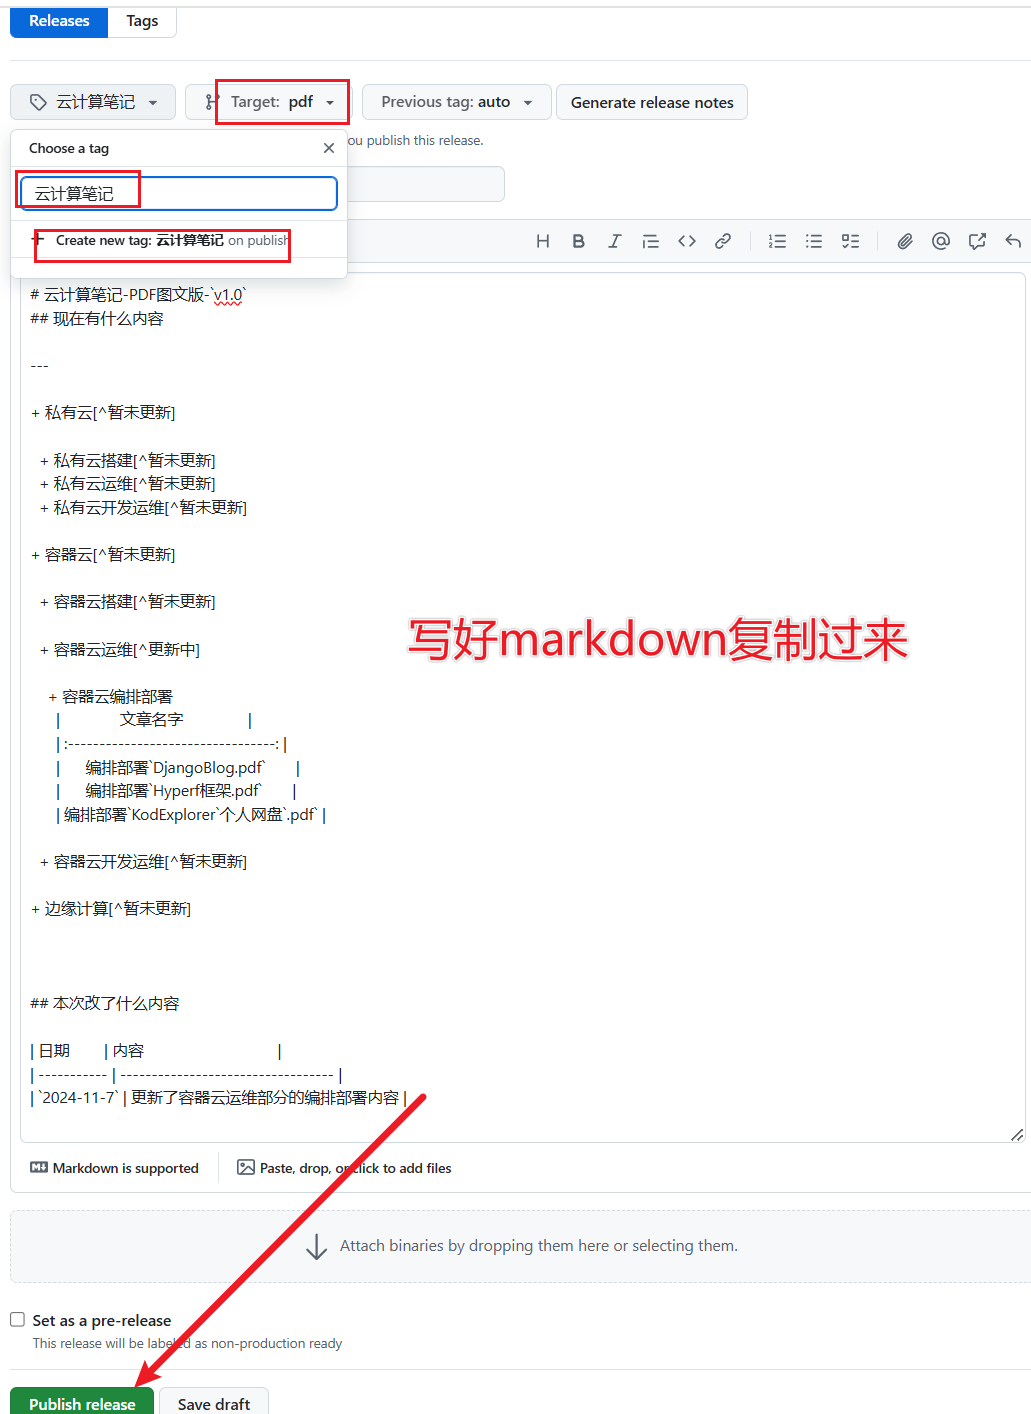 Releases Tags
云计算笔记 Target: pdf Previous tag: auto Generate release notes
Choose a tag
ou publish this release.
云计算笔记
+ Create new tag: 云计算笔记 on publish
# 云计算笔记-PDF图文版-`v1.0`
## 现在有什么内容
---
+ 私有云[^暂未更新]
+ 私有云搭建[^暂未更新]
+ 私有云运维[^暂未更新]
+ 私有云开发运维[^暂未更新]
+ 容器云[^暂未更新]
+ 容器云搭建[^暂未更新]
写好markdown复制过来
+ 容器云运维[^更新中]
+ 容器云编排部署
| 文章名字 |
| :---------------------------------: |
| 编排部署`DjangoBlog.pdf` |
| 编排部署`Hyperf框架.pdf` |
| 编排部署`KodExplorer`个人网盘`.pdf` |
+ 容器云开发运维[^暂未更新]
+ 边缘计算[^暂未更新]
## 本次改了什么内容
| 日期 | 内容 |
| ----------- | ---------------------------------- |
| `2024-11-7` | 更新了容器云运维部分的编排部署内容 |
Markdown is supported Paste, drop, or click to add files
Attach binaries by dropping them here or selecting them.
Set as a pre-release
This release will be labeled as non-production ready
Publish release Save draft